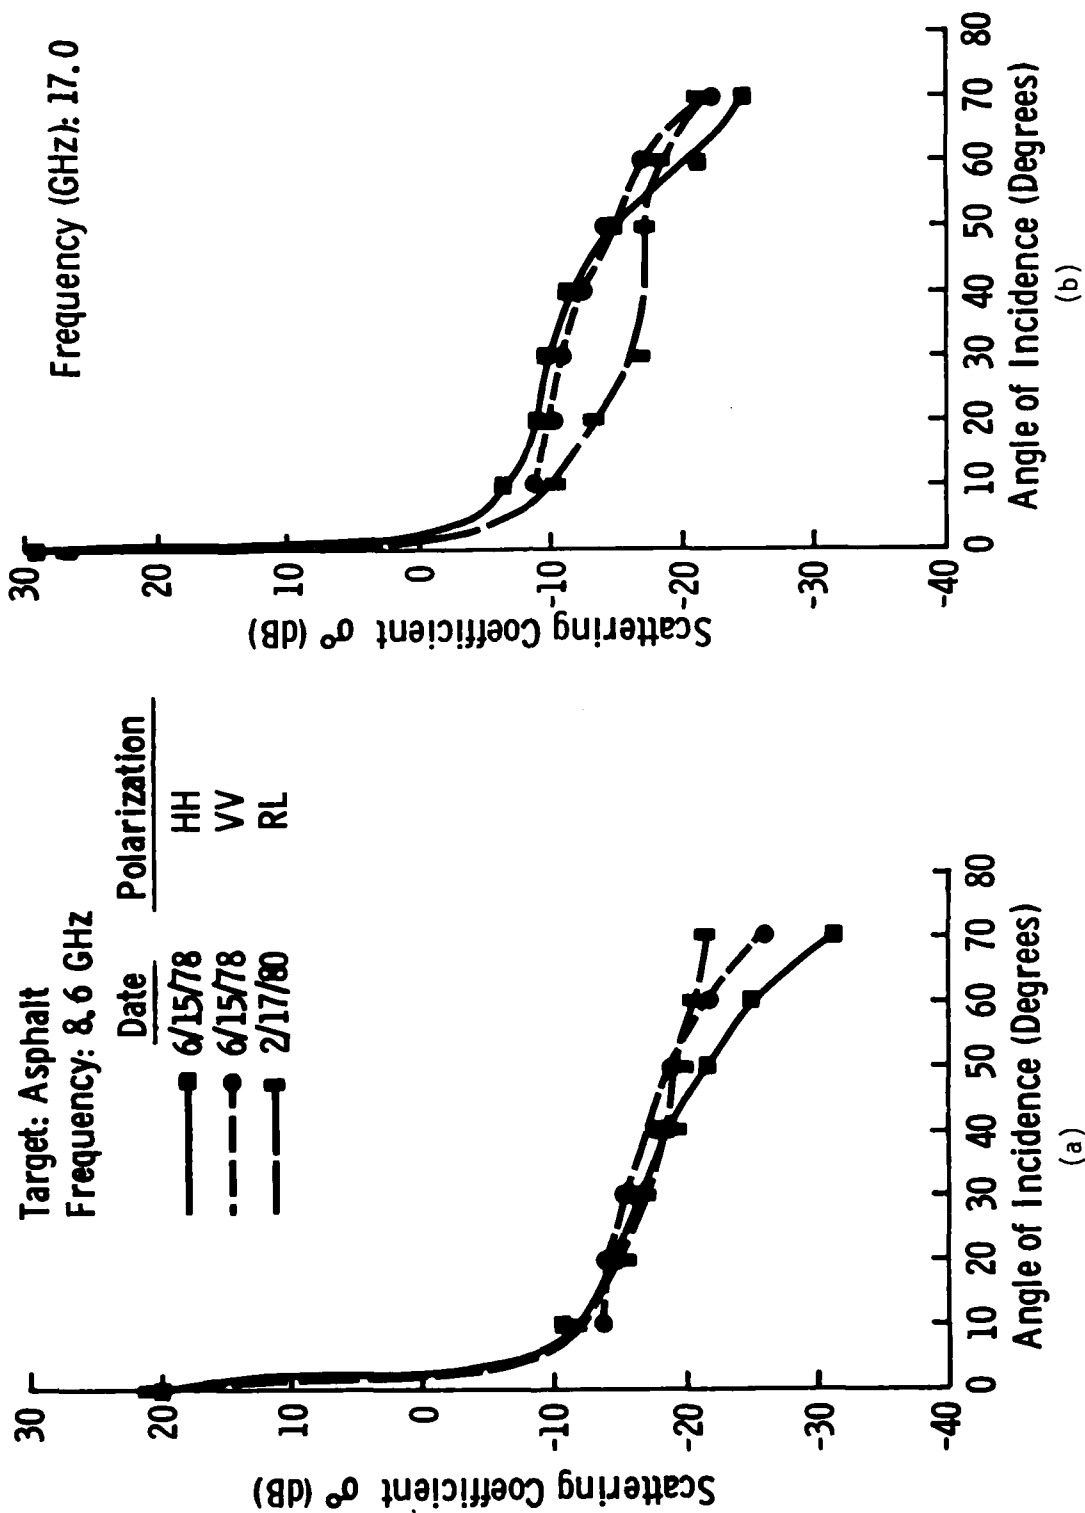 Target: Asphalt
Frequency: 8.6 GHz
Date Polarization
6/15/78 HH
6/15/78 VV
2/17/80 RL
Scattering Coefficient σ° (dB)
30
20
10
0
-10
-20
-30
-40
0 10 20 30 40 50 60 70 80
Angle of Incidence (Degrees)
(a)
Frequency (GHz): 17.0
Scattering Coefficient σ° (dB)
30
20
10
0
-10
-20
-30
-40
0 10 20 30 40 50 60 70 80
Angle of Incidence (Degrees)
(b)